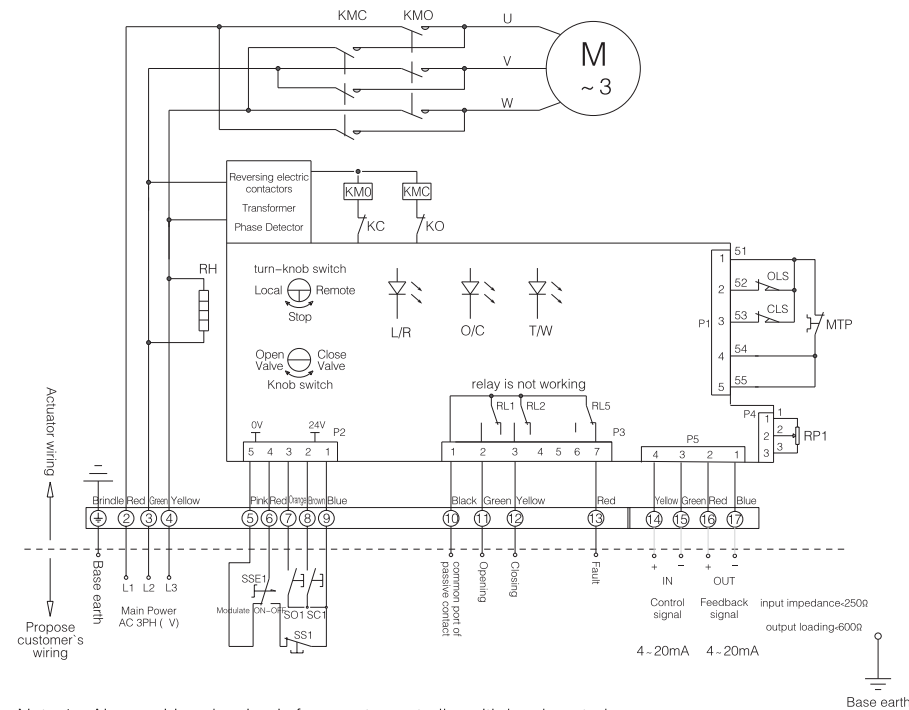 KMC KMO U
M
~3
V
W
Reversing electric
contactors
Transformer
Phase Detector
KM0 KMC
KC KO
RH
turn-knob switch
Local Remote
Stop
L/R O/C T/W
Open Close
Valve Valve
Knob switch
P1
1 51
2 52 OLS
3 53 CLS
4 54
5 55
MTP
P4
1 1
2 2
3 3
RP1
relay is not working
RL1 RL2 RL5
0V 24V P2
5 4 3 2 1
P3
1 2 3 4 5 6 7
P5
4 3 2 1
Actuator wiring
Brindle Red Green Yellow
Pink Red Orange Brown Blue
Black Green Yellow Red
Yellow Green Red Blue
2 3 4 5 6 7 8 9 10 11 12 13 14 15 16 17
Base earth
L1 L2 L3
Main Power
AC 3PH ( V)
SSE1
Modulate ON-OFF
SO1 SC1
SS1
common port of
passive contact
Opening
Closing
Fault
+ IN −
Control
signal
4~20mA
+ OUT −
Feedback
signal
4~20mA
input impedance<250Ω
output loading<600Ω
Propose
customer`s
wiring
Base earth